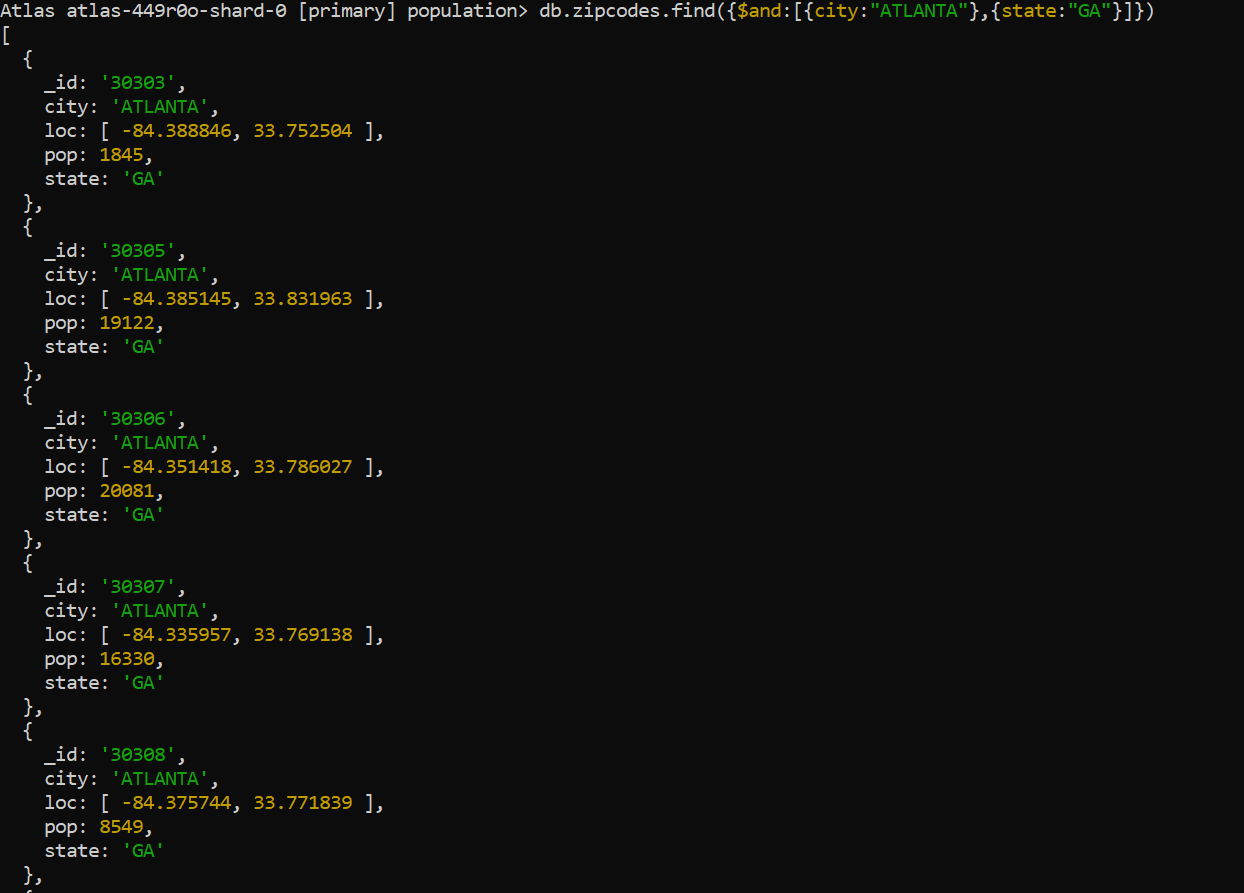 Atlas atlas-449r0o-shard-0 [primary] population> db.zipcodes.find({$and:[{city:"ATLANTA"},{state:"GA"}]})
[
  {
    _id: '30303',
    city: 'ATLANTA',
    loc: [ -84.388846, 33.752504 ],
    pop: 1845,
    state: 'GA'
  },
  {
    _id: '30305',
    city: 'ATLANTA',
    loc: [ -84.385145, 33.831963 ],
    pop: 19122,
    state: 'GA'
  },
  {
    _id: '30306',
    city: 'ATLANTA',
    loc: [ -84.351418, 33.786027 ],
    pop: 20081,
    state: 'GA'
  },
  {
    _id: '30307',
    city: 'ATLANTA',
    loc: [ -84.335957, 33.769138 ],
    pop: 16330,
    state: 'GA'
  },
  {
    _id: '30308',
    city: 'ATLANTA',
    loc: [ -84.375744, 33.771839 ],
    pop: 8549,
    state: 'GA'
  },